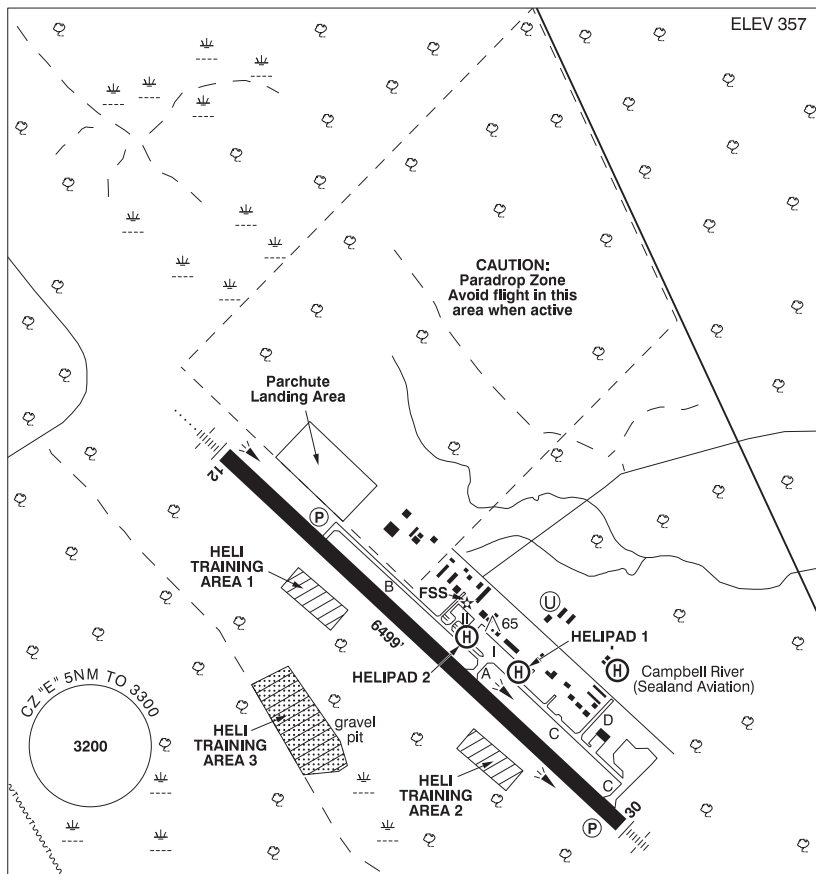 ELEV 357
CAUTION:
Paradrop Zone
Avoid flight in this
area when active
Parchute
Landing Area
12
P
HELI
TRAINING
AREA 1
B
FSS
II
65
U
H
HELIPAD 1
6499'
HELIPAD 2
I
A
H
H
Campbell River
(Sealand Aviation)
CZ "E" 5NM TO 3300
3200
HELI
TRAINING
AREA 3
gravel
pit
D
C
HELI
TRAINING
AREA 2
C
30
P